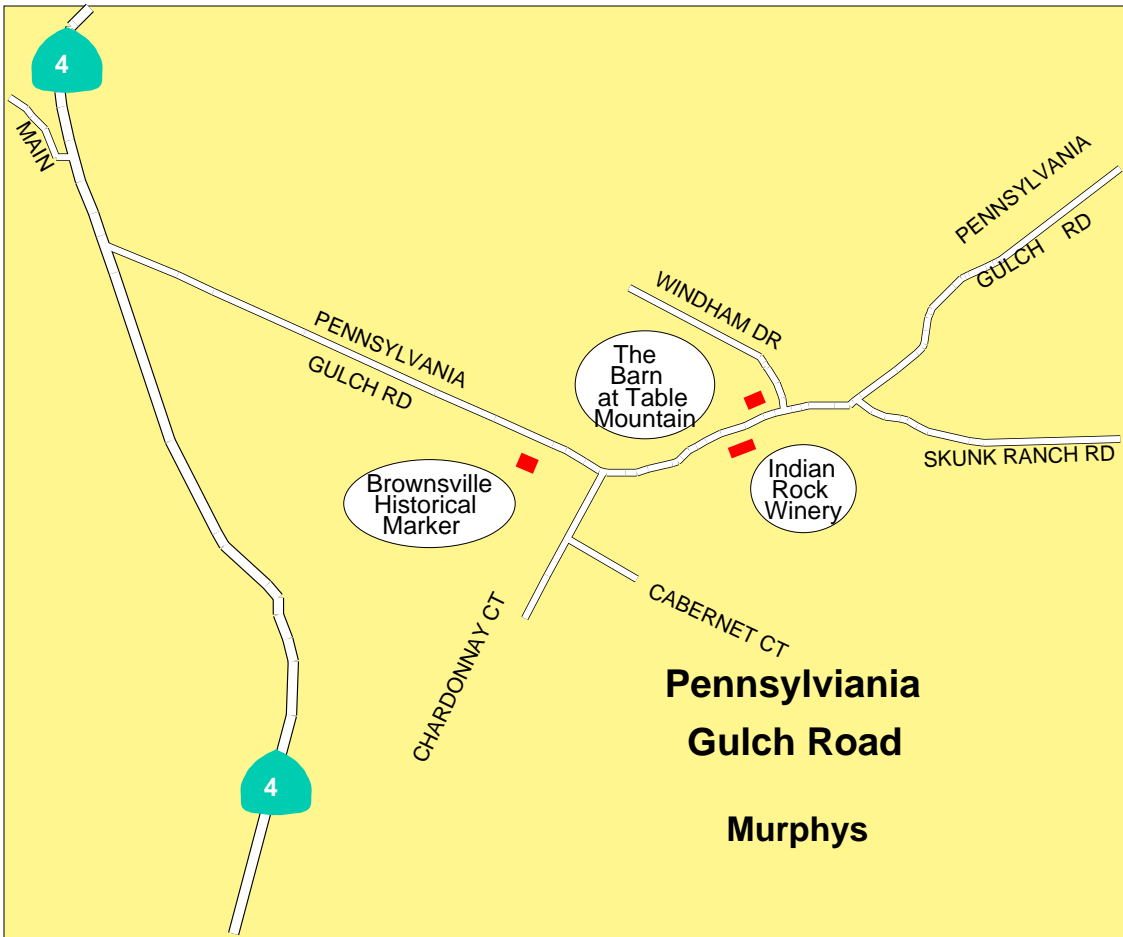 4
MAIN
PENNSYLVANIA
GULCH RD
WINDHAM DR
PENNSYLVANIA
GULCH RD
The
Barn
at Table
Mountain
SKUNK RANCH RD
Indian
Rock
Winery
Brownsville
Historical
Marker
CHARDONNAY CT
CABERNET CT
Pennsylviania
Gulch Road
Murphys
4